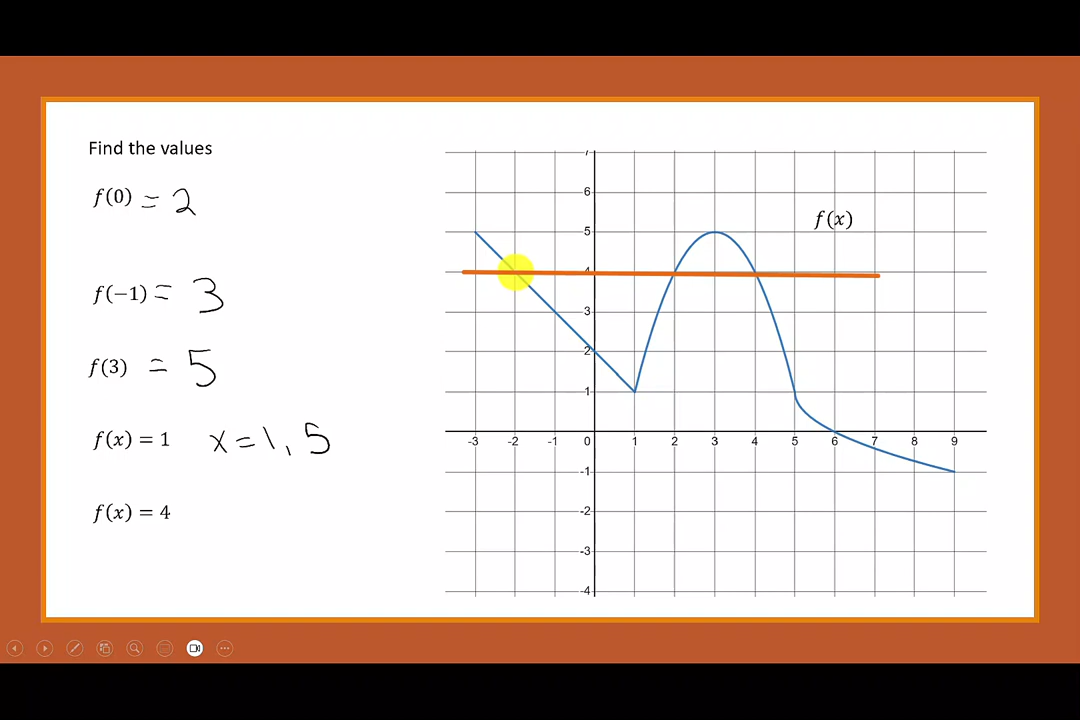 Find the values
f(0) = 2
f(−1) = 3
f(3) = 5
f(x) = 1 x = 1, 5
f(x) = 4
f(x)
7
6
5
4
3
2
1
-3 -2 -1 0 1 2 3 4 5 6 7 8 9
-1
-2
-3
-4